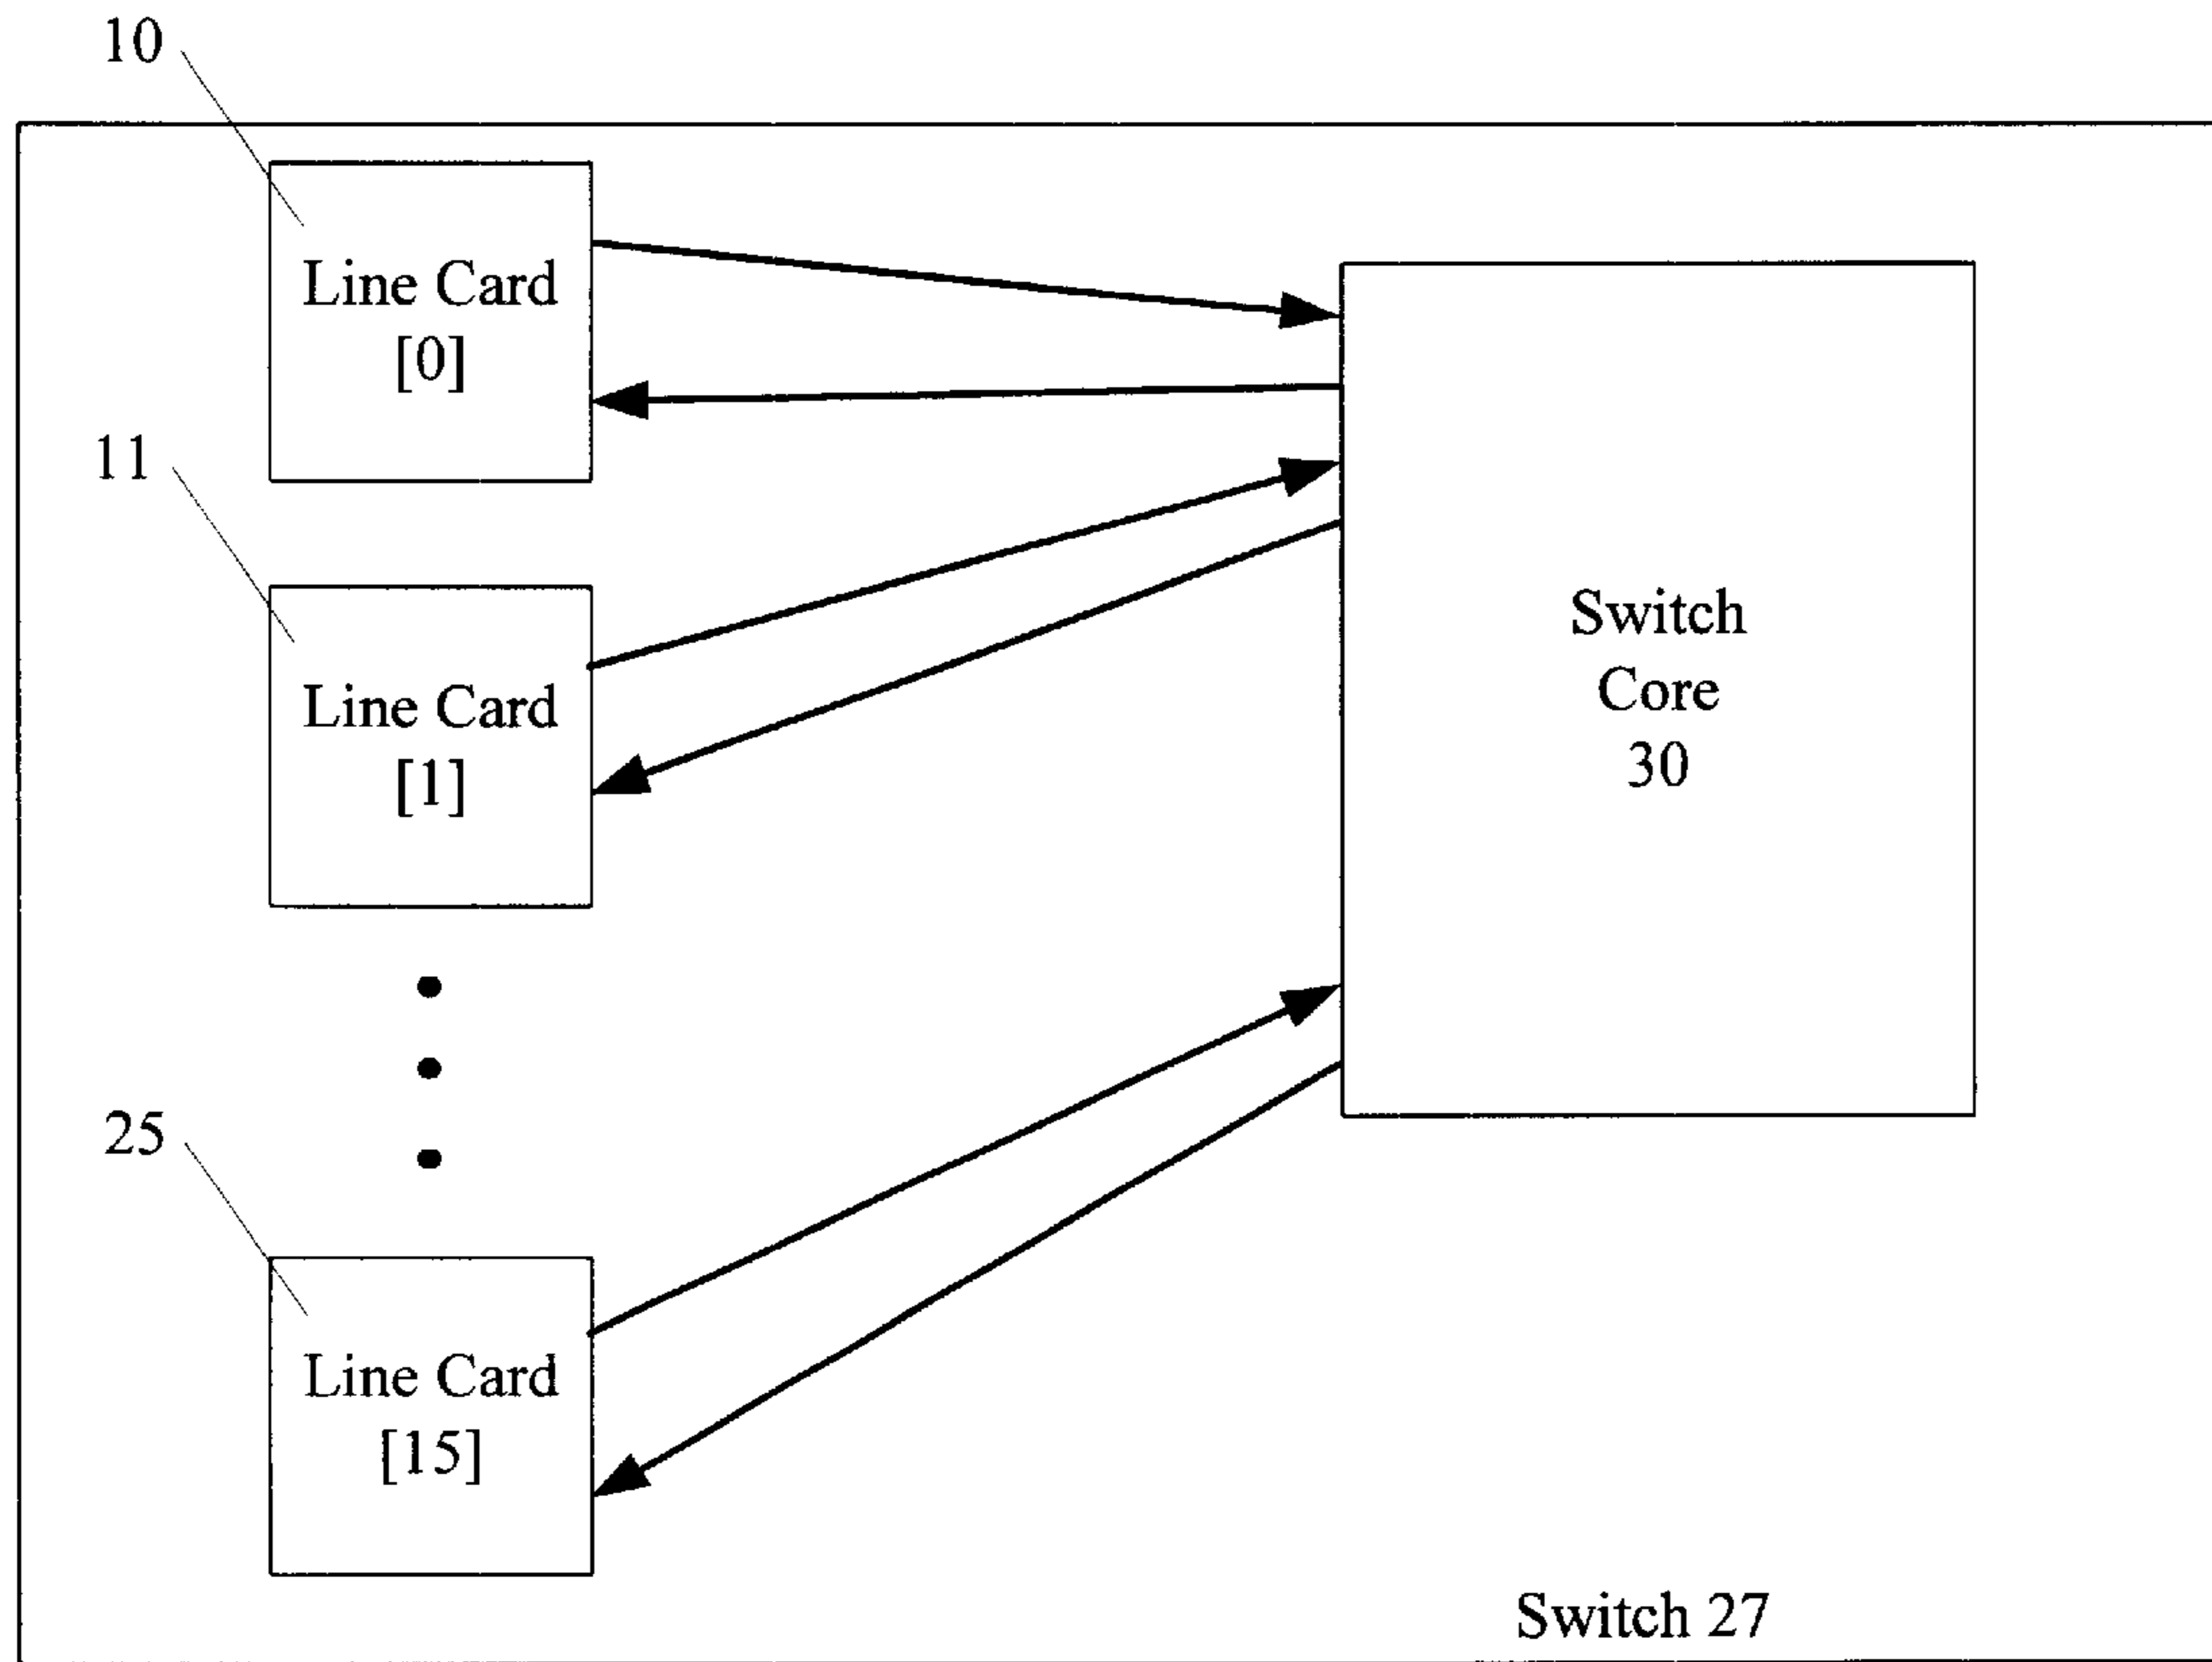 10
Line Card
[0]
11
Line Card
[1]
Switch
Core
30
25
Line Card
[15]
Switch 27